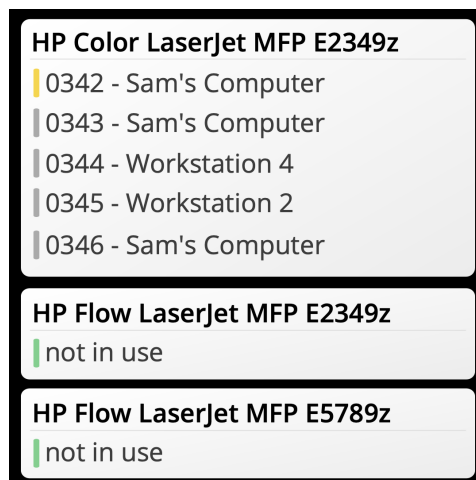 HP Color LaserJet MFP E2349z
0342 - Sam's Computer
0343 - Sam's Computer
0344 - Workstation 4
0345 - Workstation 2
0346 - Sam's Computer
HP Flow LaserJet MFP E2349z
not in use
HP Flow LaserJet MFP E5789z
not in use